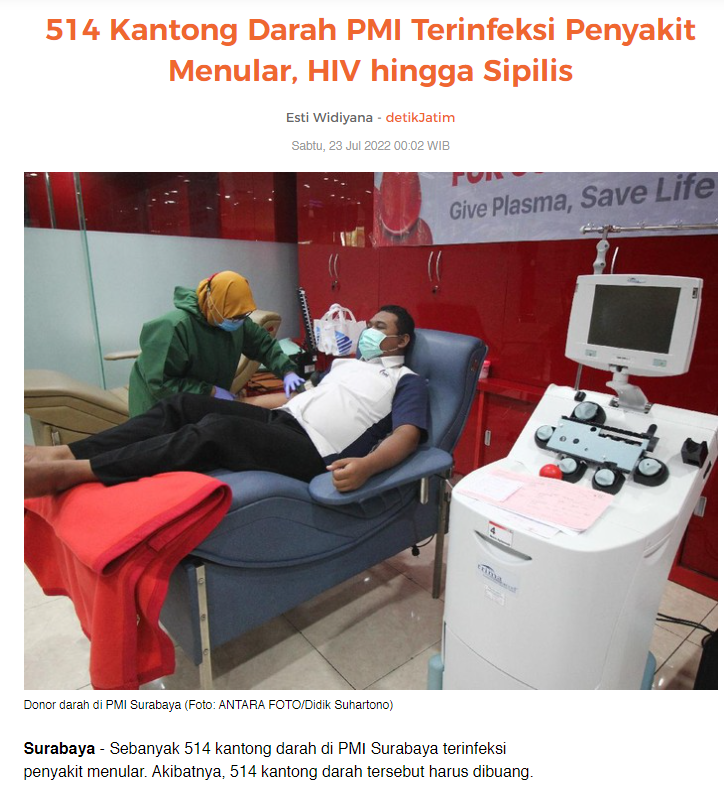 514 Kantong Darah PMI Terinfeksi Penyakit
Menular, HIV hingga Sipilis
Esti Widiyana - detikJatim
Sabtu, 23 Jul 2022 00:02 WIB
Give Plasma, Save Life
4
Donor darah di PMI Surabaya (Foto: ANTARA FOTO/Didik Suhartono)
Surabaya - Sebanyak 514 kantong darah di PMI Surabaya terinfeksi
penyakit menular. Akibatnya, 514 kantong darah tersebut harus dibuang.